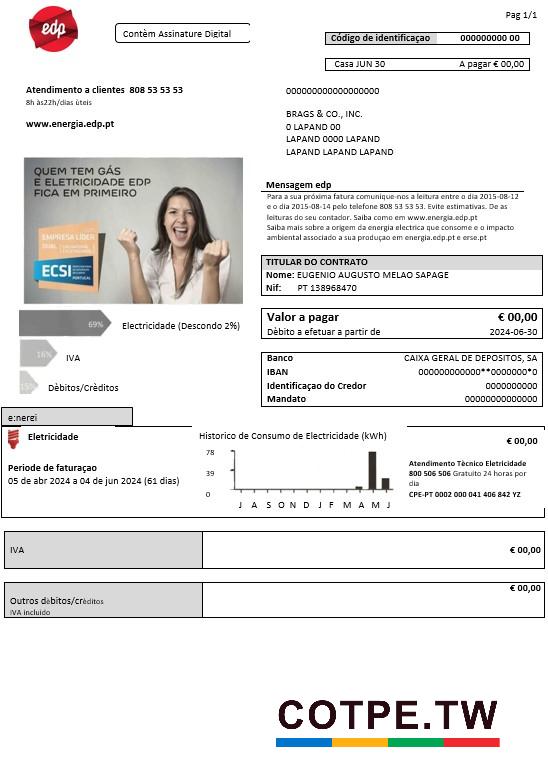 Pag 1/1
edp
Contèm Assinature Digital
Código de identificaçao 000000000 00
Casa JUN 30 A pagar € 00,00
Atendimento a clientes 808 53 53 53
8h às22h/dias ùteis
www.energia.edp.pt
0000000000000000000
BRAGS & CO., INC.
0 LAPAND 00
LAPAND 0000 LAPAND
LAPAND LAPAND LAPAND
QUEM TEM GÁS
E ELETRICIDADE EDP
FICA EM PRIMEIRO
EMPRESA LÍDER
ECSI
PORTUGAL
Mensagem edp
Para a sua próxima fatura comunique-nos a leitura entre o dia 2015-08-12
e o dia 2015-08-14 pelo telefone 808 53 53 53. Evite estimativas. De as
leituras do seu contador. Saiba como em www.energia.edp.pt
Saiba mais sobre a origem da energia electrica que consome e o impacto
ambiental associado a sua produçao em energia.edp.pt e erse.pt
TITULAR DO CONTRATO
Nome: EUGENIO AUGUSTO MELAO SAPAGE
Nif: PT 138968470
Valor a pagar € 00,00
Dèbito a efetuar a partir de 2024-06-30
69% Electricidade (Descondo 2%)
16% IVA
15% Dèbitos/Crèditos
Banco CAIXA GERAL DE DEPOSITOS, SA
IBAN 000000000000**0000000*0
Identificaçao do Credor 0000000000
Mandato 00000000000000
e:nergi
Eletricidade
Periode de faturaçao
05 de abr 2024 a 04 de jun 2024 (61 dias)
Historico de Consumo de Electricidade (kWh)
78
39
0
J A S O N D J F M A M J
€ 00,00
Atendimento Tècnico Eletricidade
800 506 506 Gratuito 24 horas por
dia
CPE-PT 0002 000 041 406 842 YZ
IVA € 00,00
€ 00,00
Outros dèbitos/crèditos
IVA incluido
COTPE.TW